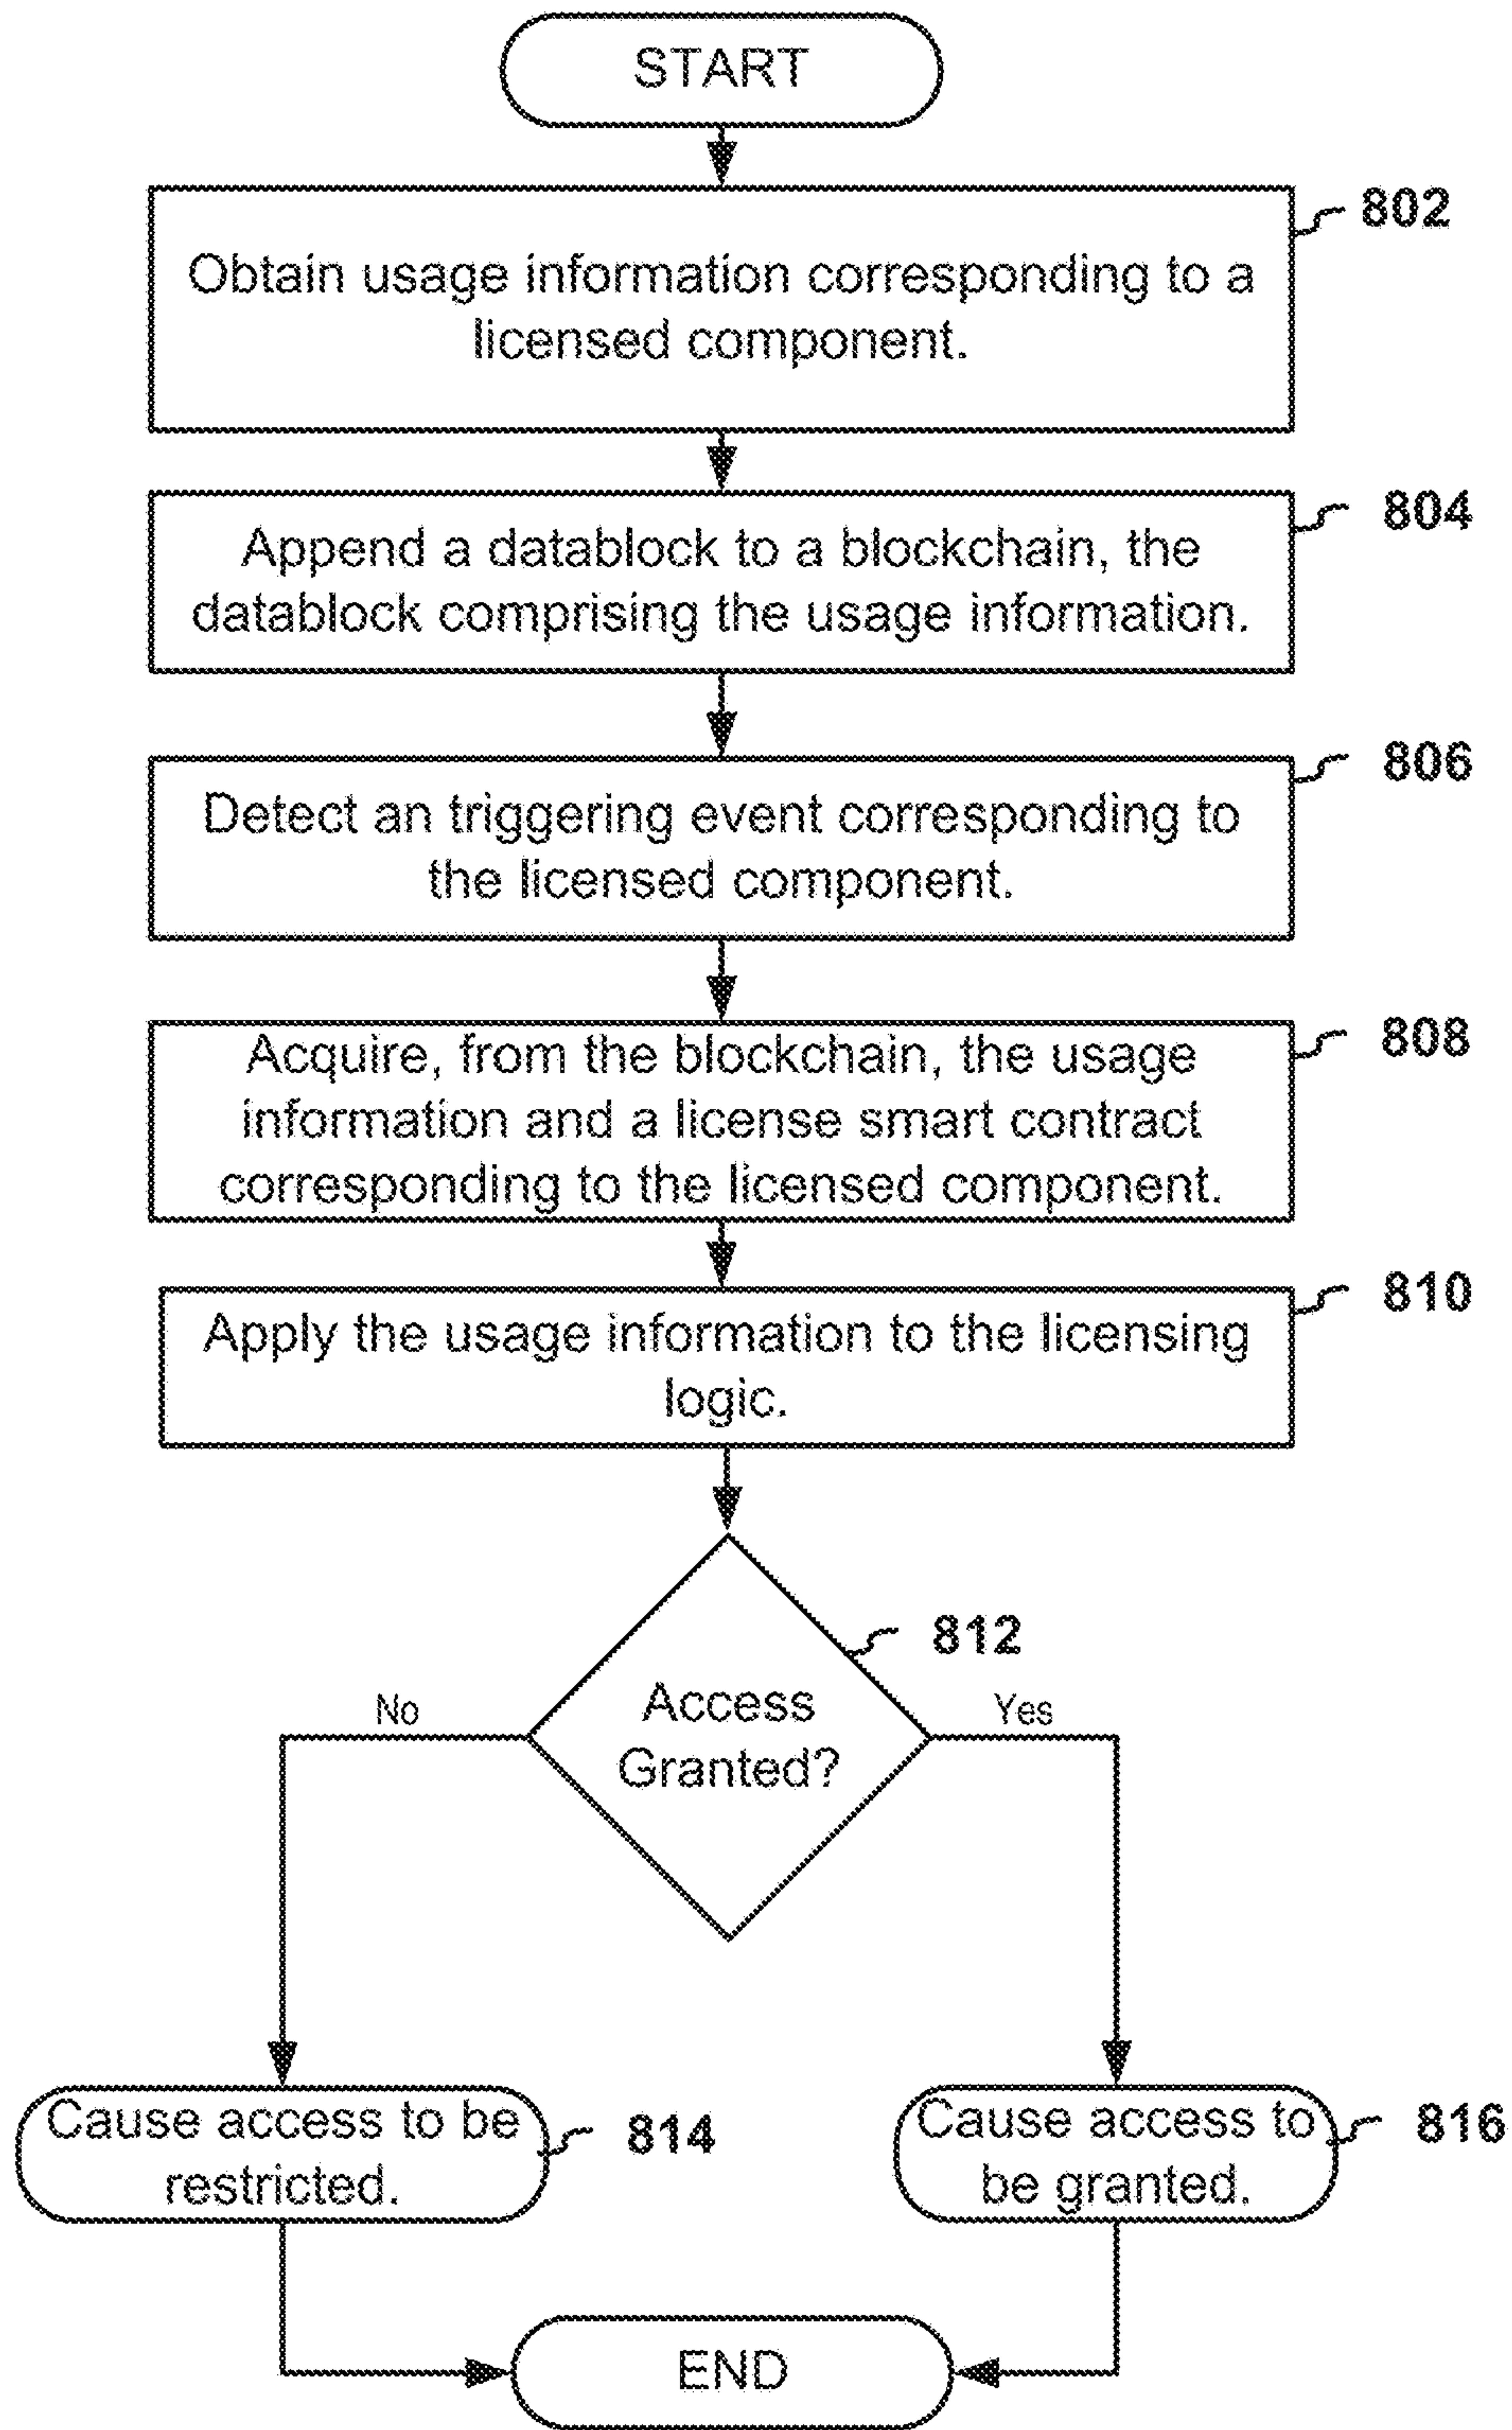 START
802
Obtain usage information corresponding to a
licensed component.
804
Append a datablock to a blockchain, the
datablock comprising the usage information.
806
Detect an triggering event corresponding to
the licensed component.
808
Acquire, from the blockchain, the usage
information and a license smart contract
corresponding to the licensed component.
810
Apply the usage information to the licensing
logic.
812
No
Access
Granted?
Yes
Cause access to be
restricted.
814
Cause access to
be granted.
816
END